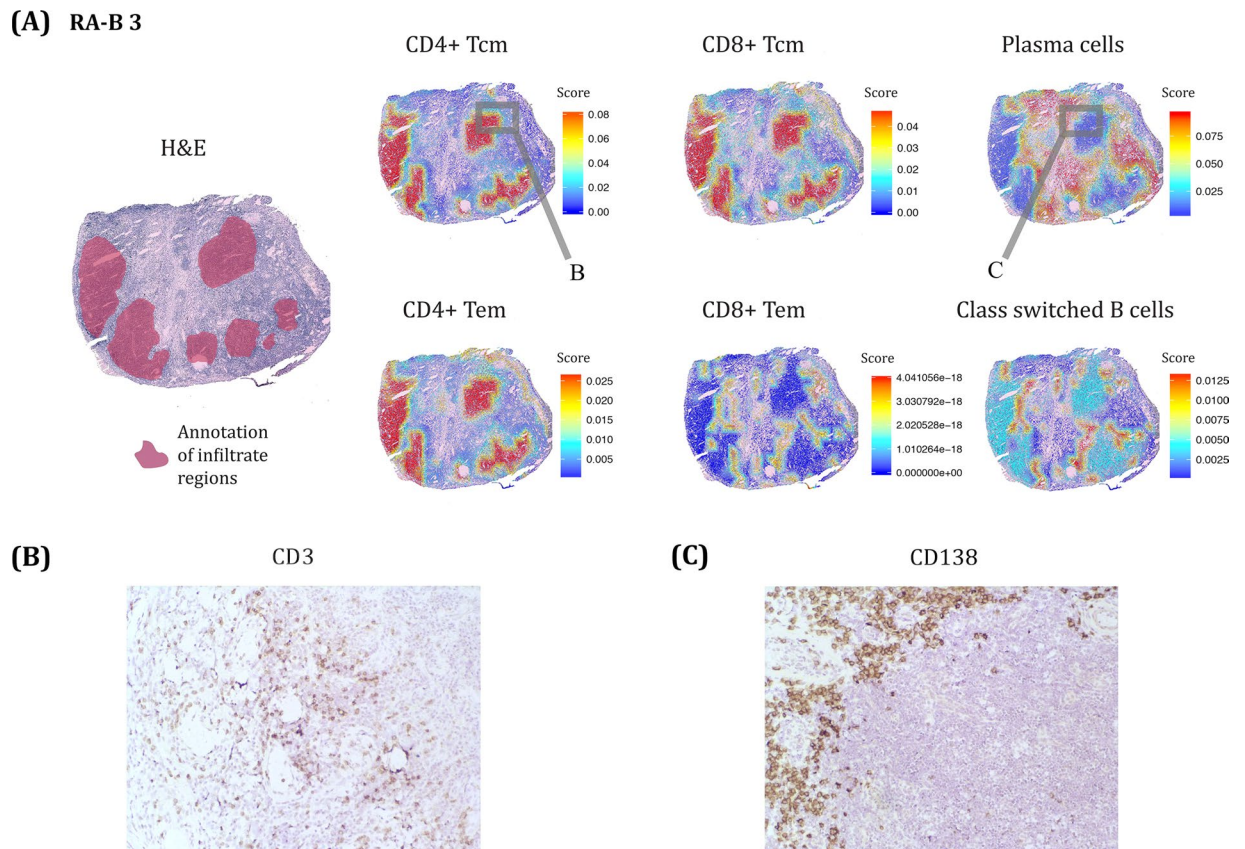 (A) RA-B 3
H&E
Annotation
of infiltrate
regions
CD4+ Tcm
Score
0.08
0.06
0.04
0.02
0.00
B
CD8+ Tcm
Score
0.04
0.03
0.02
0.01
0.00
Plasma cells
Score
0.075
0.050
0.025
C
CD4+ Tem
Score
0.025
0.020
0.015
0.010
0.005
CD8+ Tem
Score
4.041056e-18
3.030792e-18
2.020528e-18
1.010264e-18
0.000000e+00
Class switched B cells
Score
0.0125
0.0100
0.0075
0.0050
0.0025
(B)
CD3
(C)
CD138